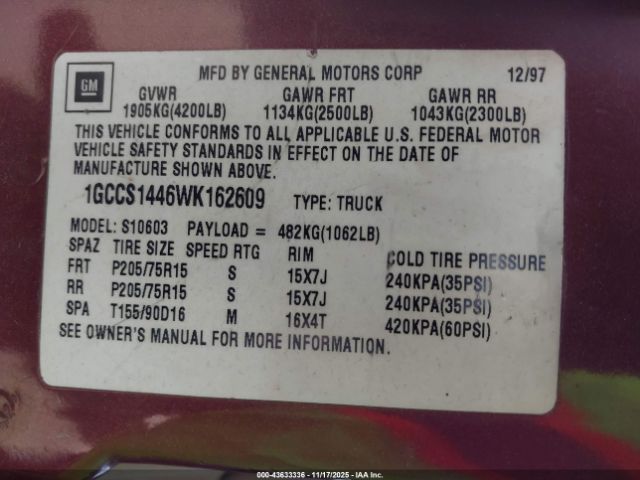 GM
MFD BY GENERAL MOTORS CORP 12/97
GVWR GAWR FRT GAWR RR
1905KG(4200LB) 1134KG(2500LB) 1043KG(2300LB)
THIS VEHICLE CONFORMS TO ALL APPLICABLE U.S. FEDERAL MOTOR
VEHICLE SAFETY STANDARDS IN EFFECT ON THE DATE OF
MANUFACTURE SHOWN ABOVE.
1GCCS1446WK162609 TYPE: TRUCK
MODEL: S10603 PAYLOAD = 482KG(1062LB)
SPAZ TIRE SIZE SPEED RTG RIM COLD TIRE PRESSURE
FRT P205/75R15 S 15X7J 240KPA(35PSI)
RR P205/75R15 S 15X7J 240KPA(35PSI)
SPA T155/90D16 M 16X4T 420KPA(60PSI)
SEE OWNER'S MANUAL FOR MORE INFORMATION.
000-43633336 - 11/17/2025 - IAA Inc.